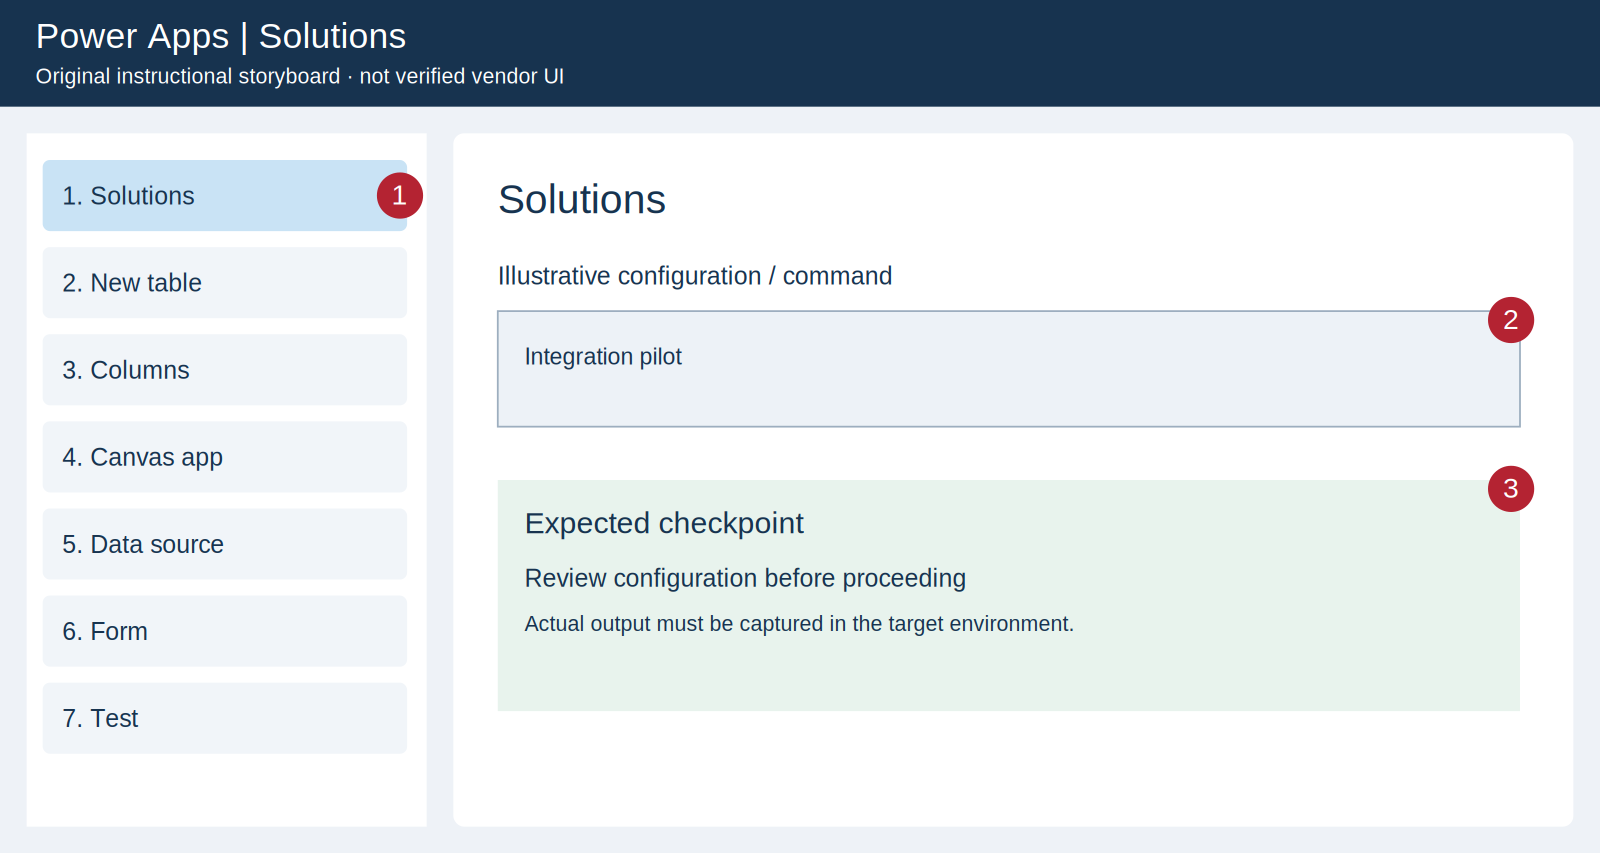 Power Apps | Solutions
Original instructional storyboard · not verified vendor UI
1. Solutions
1
2. New table
3. Columns
4. Canvas app
5. Data source
6. Form
7. Test
Solutions
Illustrative configuration / command
2
Integration pilot
3
Expected checkpoint
Review configuration before proceeding
Actual output must be captured in the target environment.